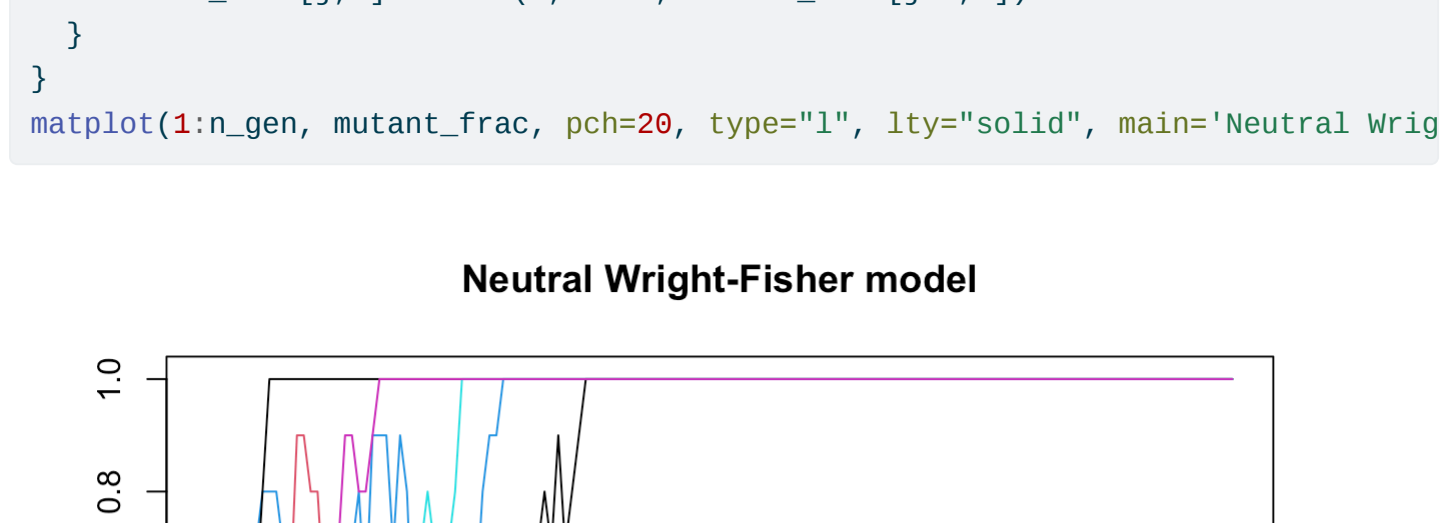 }
}
matplot(1:n_gen, mutant_frac, pch=20, type="l", lty="solid", main='Neutral Wrig
Neutral Wright-Fisher model
1.0
0.8